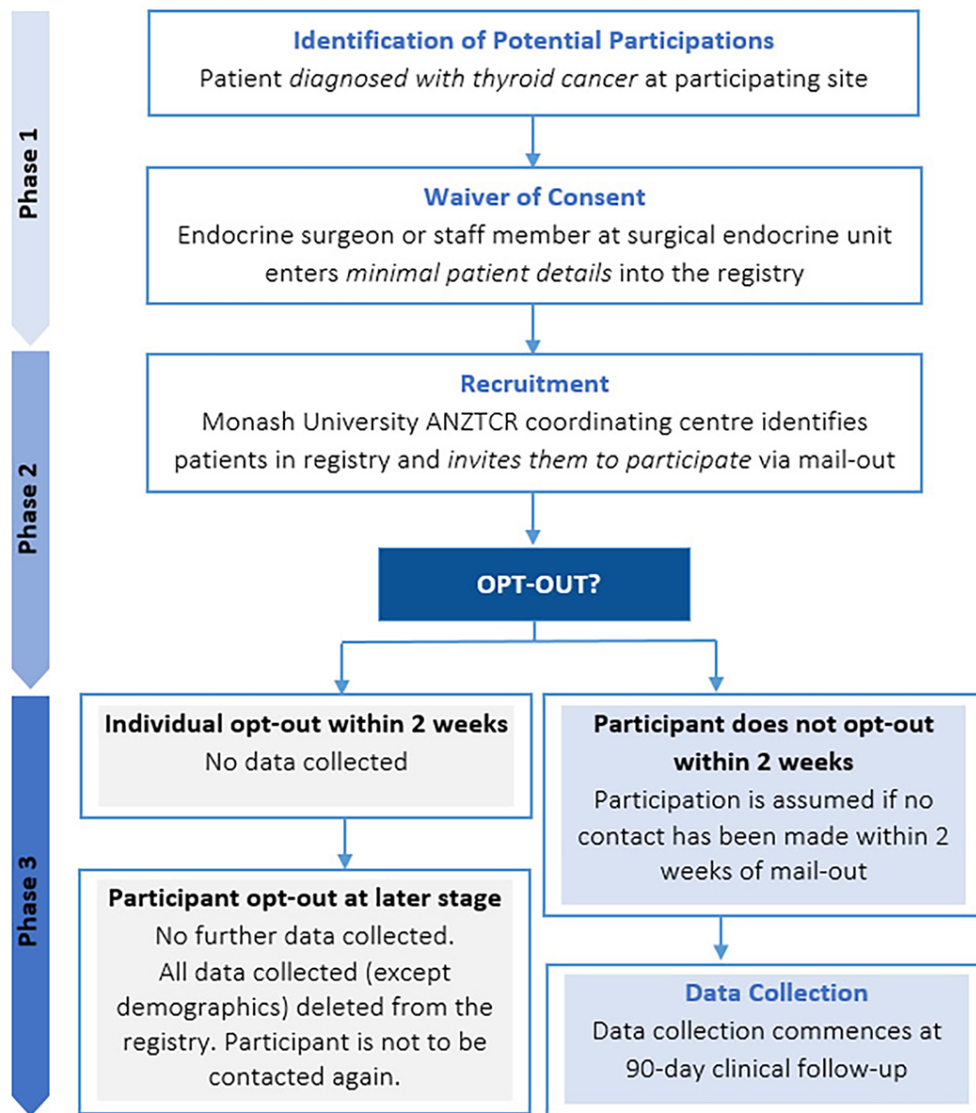 Phase 1
Identification of Potential Participations
Patient diagnosed with thyroid cancer at participating site
Waiver of Consent
Endocrine surgeon or staff member at surgical endocrine unit
enters minimal patient details into the registry
Phase 2
Recruitment
Monash University ANZTCR coordinating centre identifies
patients in registry and invites them to participate via mail-out
OPT-OUT?
Phase 3
Individual opt-out within 2 weeks
No data collected
Participant opt-out at later stage
No further data collected.
All data collected (except
demographics) deleted from the
registry. Participant is not to be
contacted again.
Participant does not opt-out
within 2 weeks
Participation is assumed if no
contact has been made within 2
weeks of mail-out
Data Collection
Data collection commences at
90-day clinical follow-up